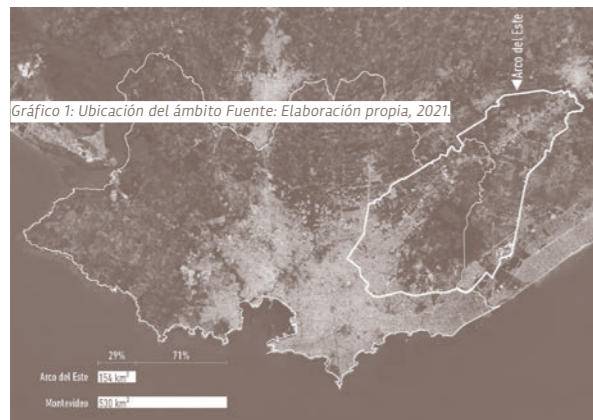 Arco del Este
Gráfico 1: Ubicación del ámbito Fuente: Elaboración propia, 2021.
29% 71%
Arco del Este 154 km²
Montevideo 530 km²